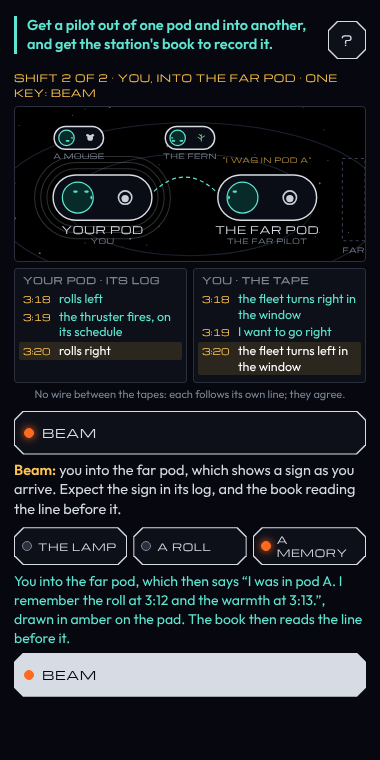 Get a pilot out of one pod and into another,
and get the station's book to record it.
?
SHIFT 2 OF 2 · YOU, INTO THE FAR POD · ONE
KEY: BEAM
A MOUSE
THE FERN
"I WAS IN POD A"
YOUR POD
YOU
THE FAR POD
THE FAR PILOT
FAR
YOUR POD · ITS LOG
3:18 rolls left
3:19 the thruster fires, on
its schedule
3:20 rolls right
YOU · THE TAPE
3:18 the fleet turns right in
the window
3:19 I want to go right
3:20 the fleet turns left in
the window
No wire between the tapes: each follows its own line; they agree.
BEAM
Beam: you into the far pod, which shows a sign as you
arrive. Expect the sign in its log, and the book reading
the line before it.
THE LAMP
A ROLL
A
MEMORY
You into the far pod, which then says “I was in pod A. I
remember the roll at 3:12 and the warmth at 3:13.”,
drawn in amber on the pad. The book then reads the line
before it.
BEAM